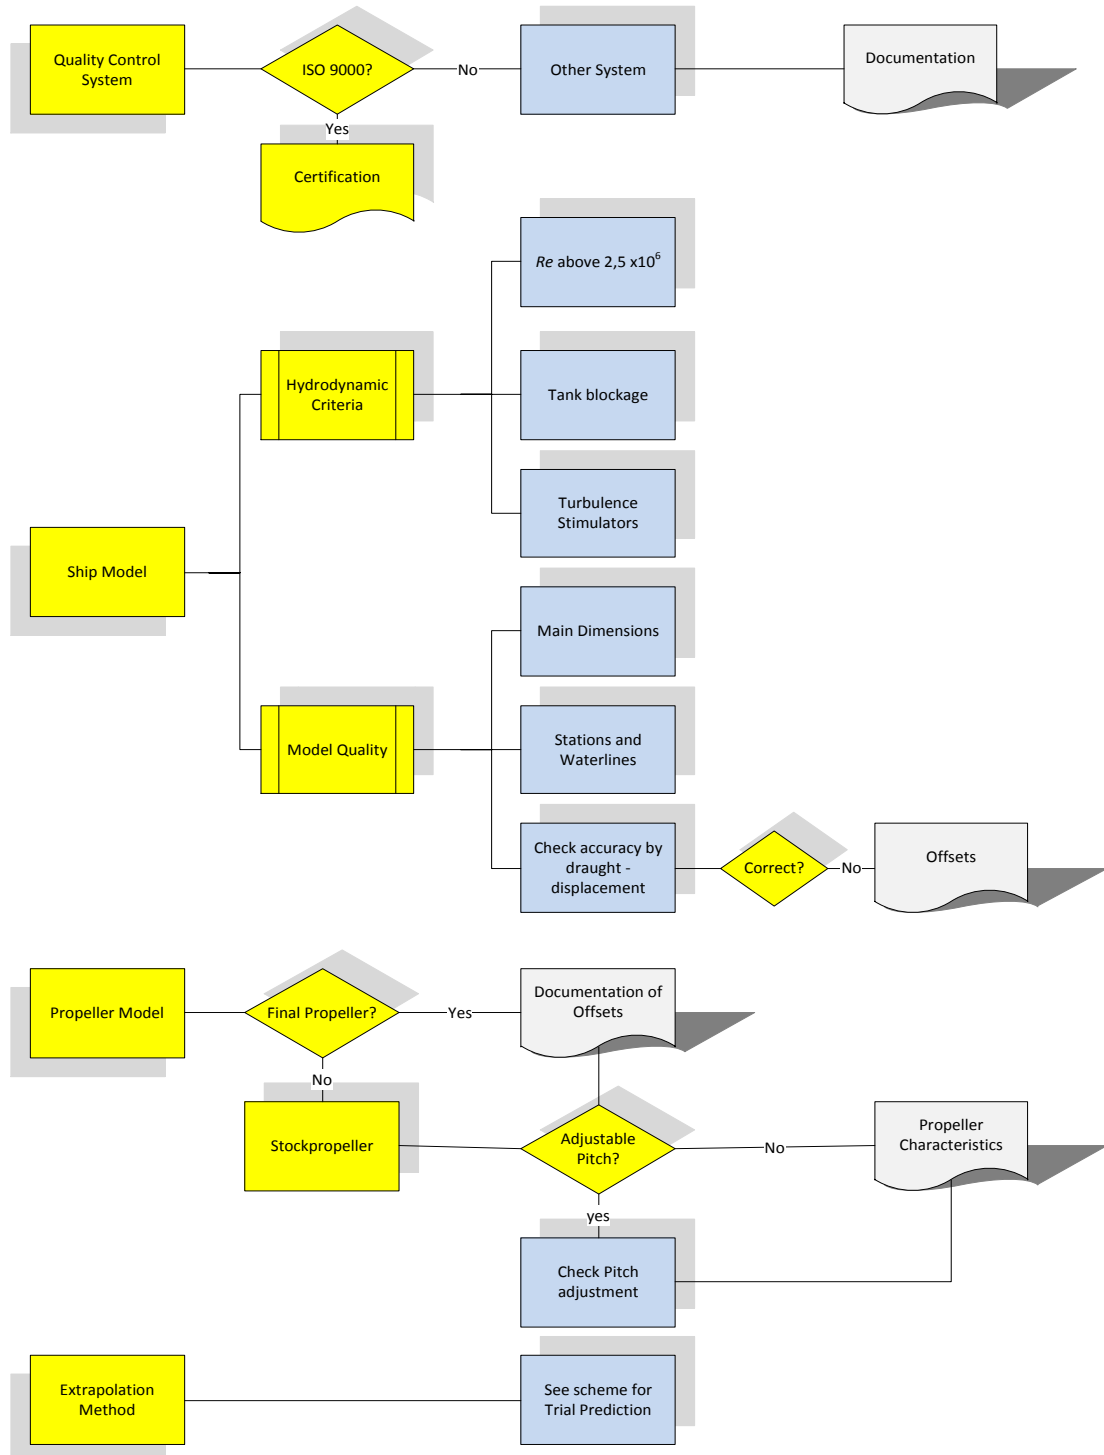 Quality Control
System
ISO 9000?
No
Other System
Documentation
Yes
Certification
Re above 2,5 x10⁶
Hydrodynamic
Criteria
Tank blockage
Turbulence
Stimulators
Ship Model
Main Dimensions
Model Quality
Stations and
Waterlines
Check accuracy by
draught -
displacement
Correct?
No
Offsets
Propeller Model
Final Propeller?
Yes
Documentation of
Offsets
No
Stockpropeller
Adjustable
Pitch?
No
Propeller
Characteristics
yes
Check Pitch
adjustment
Extrapolation
Method
See scheme for
Trial Prediction